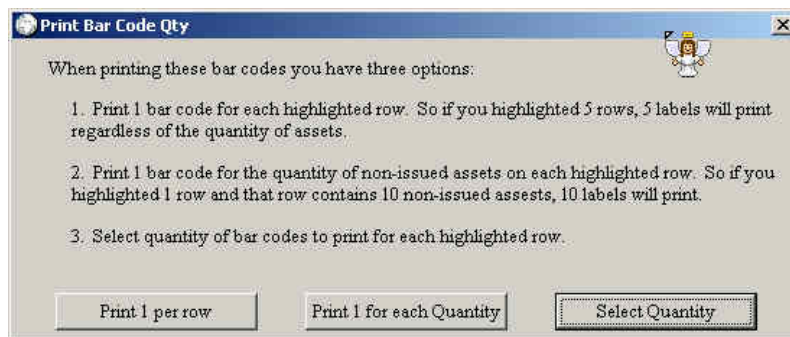 Print Bar Code Qty
When printing these bar codes you have three options:
1. Print 1 bar code for each highlighted row. So if you highlighted 5 rows, 5 labels will print
regardless of the quantity of assets.
2. Print 1 bar code for the quantity of non-issued assets on each highlighted row. So if you
highlighted 1 row and that row contains 10 non-issued assests, 10 labels will print.
3. Select quantity of bar codes to print for each highlighted row.
Print 1 per row Print 1 for each Quantity Select Quantity